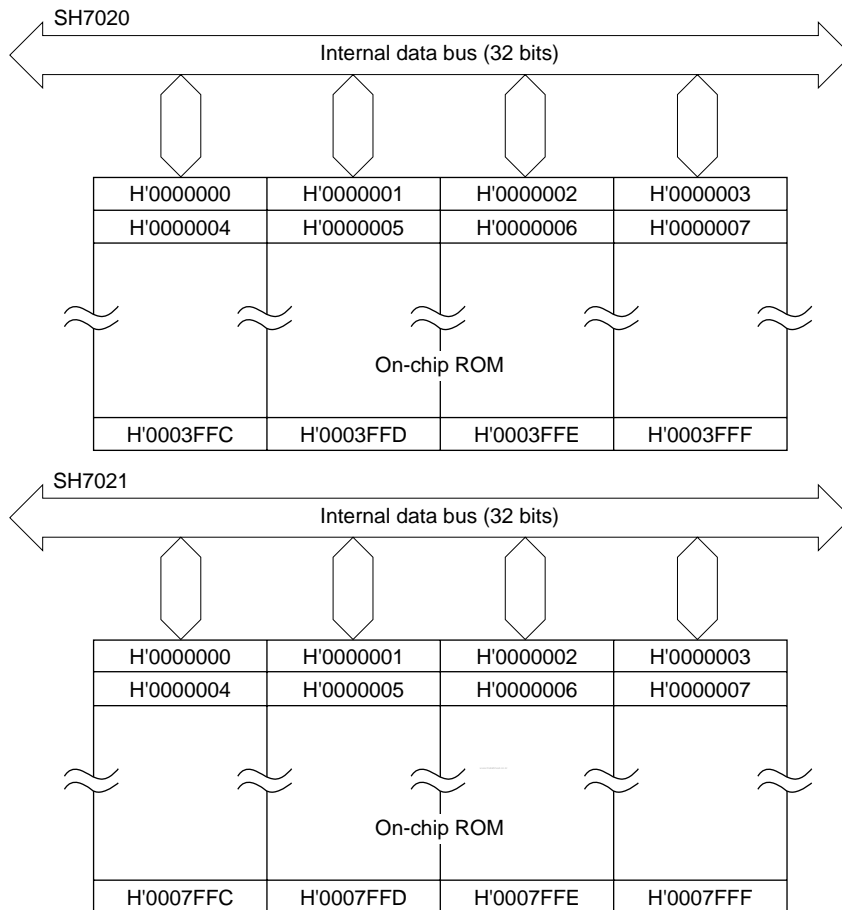 SH7020
Internal data bus (32 bits)
H'0000000 H'0000001 H'0000002 H'0000003
H'0000004 H'0000005 H'0000006 H'0000007
On-chip ROM
H'0003FFC H'0003FFD H'0003FFE H'0003FFF
SH7021
Internal data bus (32 bits)
H'0000000 H'0000001 H'0000002 H'0000003
H'0000004 H'0000005 H'0000006 H'0000007
On-chip ROM
H'0007FFC H'0007FFD H'0007FFE H'0007FFF